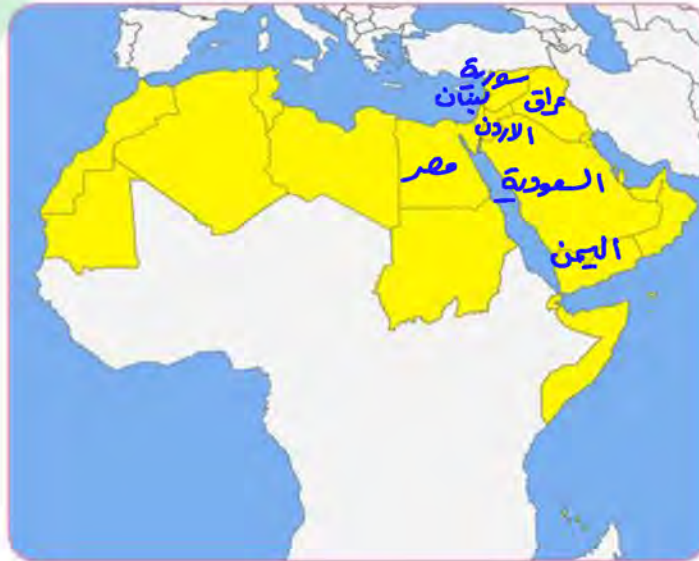 سورية
لبنان
عراق
الاردن
مصر
السعودية
اليمن